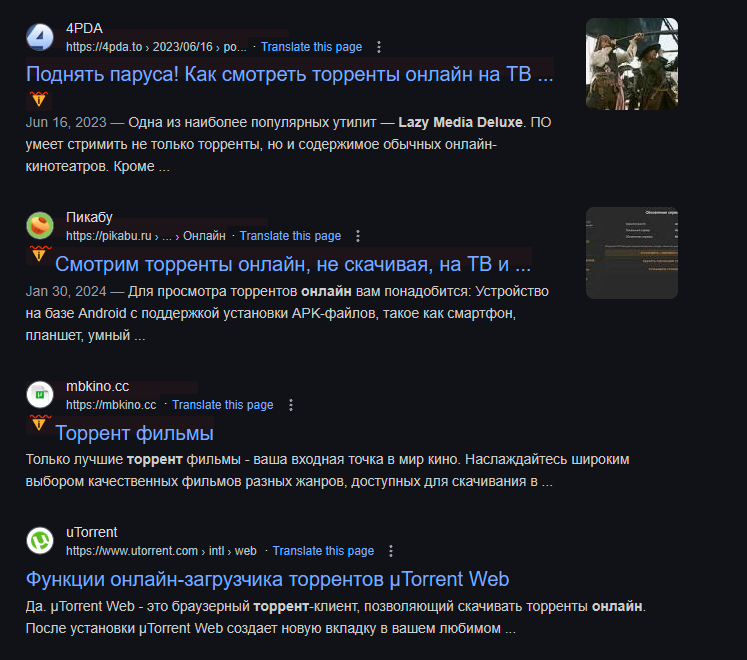 4PDA
https://4pda.to › 2023/06/16 › po... · Translate this page
Поднять паруса! Как смотреть торренты онлайн на ТВ ...
Jun 16, 2023 — Одна из наиболее популярных утилит — Lazy Media Deluxe. ПО
умеет стримить не только торренты, но и содержимое обычных онлайн-
кинотеатров. Кроме ...
Пикабу
https://pikabu.ru › ... › Онлайн · Translate this page
Смотрим торренты онлайн, не скачивая, на ТВ и ...
Jan 30, 2024 — Для просмотра торрентов онлайн вам понадобится: Устройство
на базе Android с поддержкой установки APK-файлов, такое как смартфон,
планшет, умный ...
mbkino.cc
https://mbkino.cc · Translate this page
Торрент фильмы
Только лучшие торрент фильмы - ваша входная точка в мир кино. Наслаждайтесь широким
выбором качественных фильмов разных жанров, доступных для скачивания в ...
uTorrent
https://www.utorrent.com › intl › web · Translate this page
Функции онлайн-загрузчика торрентов µTorrent Web
Да. µTorrent Web - это браузерный торрент-клиент, позволяющий скачивать торренты онлайн.
После установки µTorrent Web создает новую вкладку в вашем любимом ...